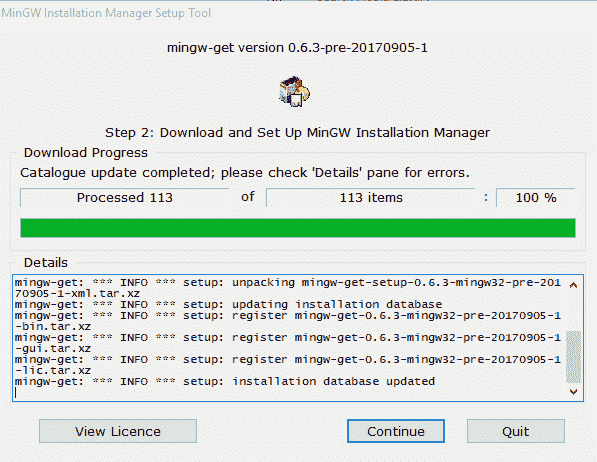 MinGW Installation Manager Setup Tool
mingw-get version 0.6.3-pre-20170905-1
Step 2: Download and Set Up MinGW Installation Manager
Download Progress
Catalogue update completed; please check 'Details' pane for errors.
Processed 113 of 113 items : 100 %
Details
mingw-get: *** INFO *** setup: unpacking mingw-get-setup-0.6.3-mingw32-pre-201
70905-1-xml.tar.xz
mingw-get: *** INFO *** setup: updating installation database
mingw-get: *** INFO *** setup: register mingw-get-0.6.3-mingw32-pre-20170905-1
-bin.tar.xz
mingw-get: *** INFO *** setup: register mingw-get-0.6.3-mingw32-pre-20170905-1
-gui.tar.xz
mingw-get: *** INFO *** setup: register mingw-get-0.6.3-mingw32-pre-20170905-1
-lic.tar.xz
mingw-get: *** INFO *** setup: installation database updated
View Licence Continue Quit